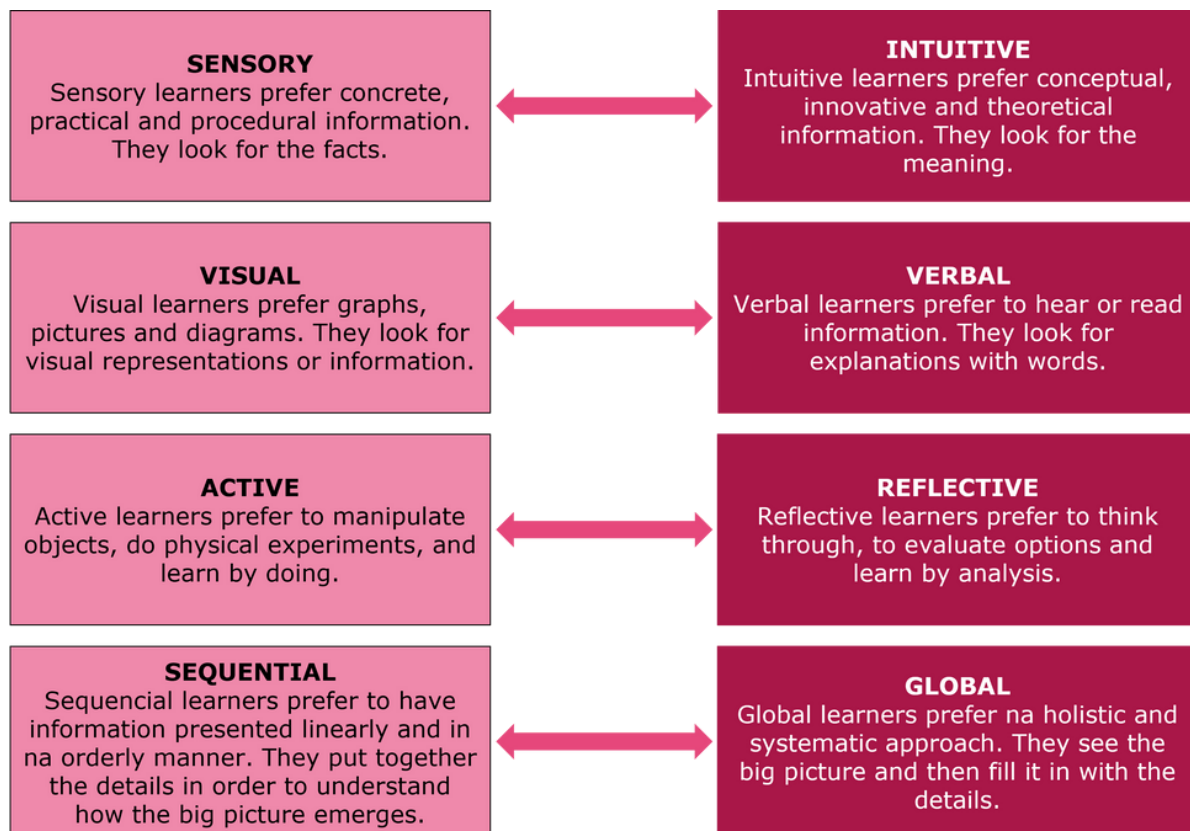 SENSORY
Sensory learners prefer concrete,
practical and procedural information.
They look for the facts.
INTUITIVE
Intuitive learners prefer conceptual,
innovative and theoretical
information. They look for the
meaning.
VISUAL
Visual learners prefer graphs,
pictures and diagrams. They look for
visual representations or information.
VERBAL
Verbal learners prefer to hear or read
information. They look for
explanations with words.
ACTIVE
Active learners prefer to manipulate
objects, do physical experiments, and
learn by doing.
REFLECTIVE
Reflective learners prefer to think
through, to evaluate options and
learn by analysis.
SEQUENTIAL
Sequencial learners prefer to have
information presented linearly and in
na orderly manner. They put together
the details in order to understand
how the big picture emerges.
GLOBAL
Global learners prefer na holistic and
systematic approach. They see the
big picture and then fill it in with the
details.